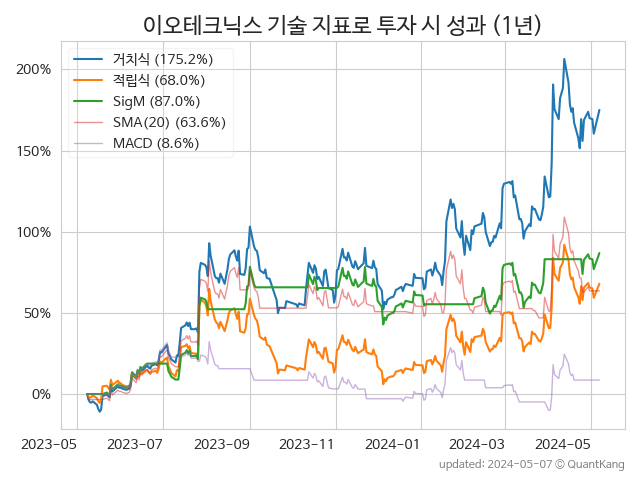 이오테크닉스 기술 지표로 투자 시 성과 (1년)
거치식 (175.2%)
적립식 (68.0%)
SigM (87.0%)
SMA(20) (63.6%)
MACD (8.6%)
200%
150%
100%
50%
0%
2023-05 2023-07 2023-09 2023-11 2024-01 2024-03 2024-05
updated: 2024-05-07 © QuantKang